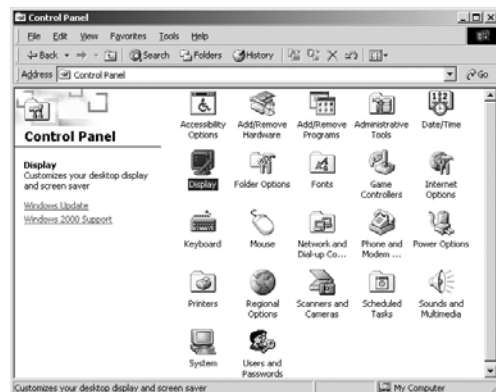 Control Panel
File Edit View Favorites Tools Help
Back Search Folders History
Address Control Panel Go
Control Panel
Display
Customizes your desktop display
and screen saver
Windows Update
Windows 2000 Support
Accessibility Options
Add/Remove Hardware
Add/Remove Programs
Administrative Tools
Date/Time
Display
Folder Options
Fonts
Game Controllers
Internet Options
Keyboard
Mouse
Network and Dial-up Co...
Phone and Modem ...
Power Options
Printers
Regional Options
Scanners and Cameras
Scheduled Tasks
Sounds and Multimedia
System
Users and Passwords
Customizes your desktop display and screen saver My Computer